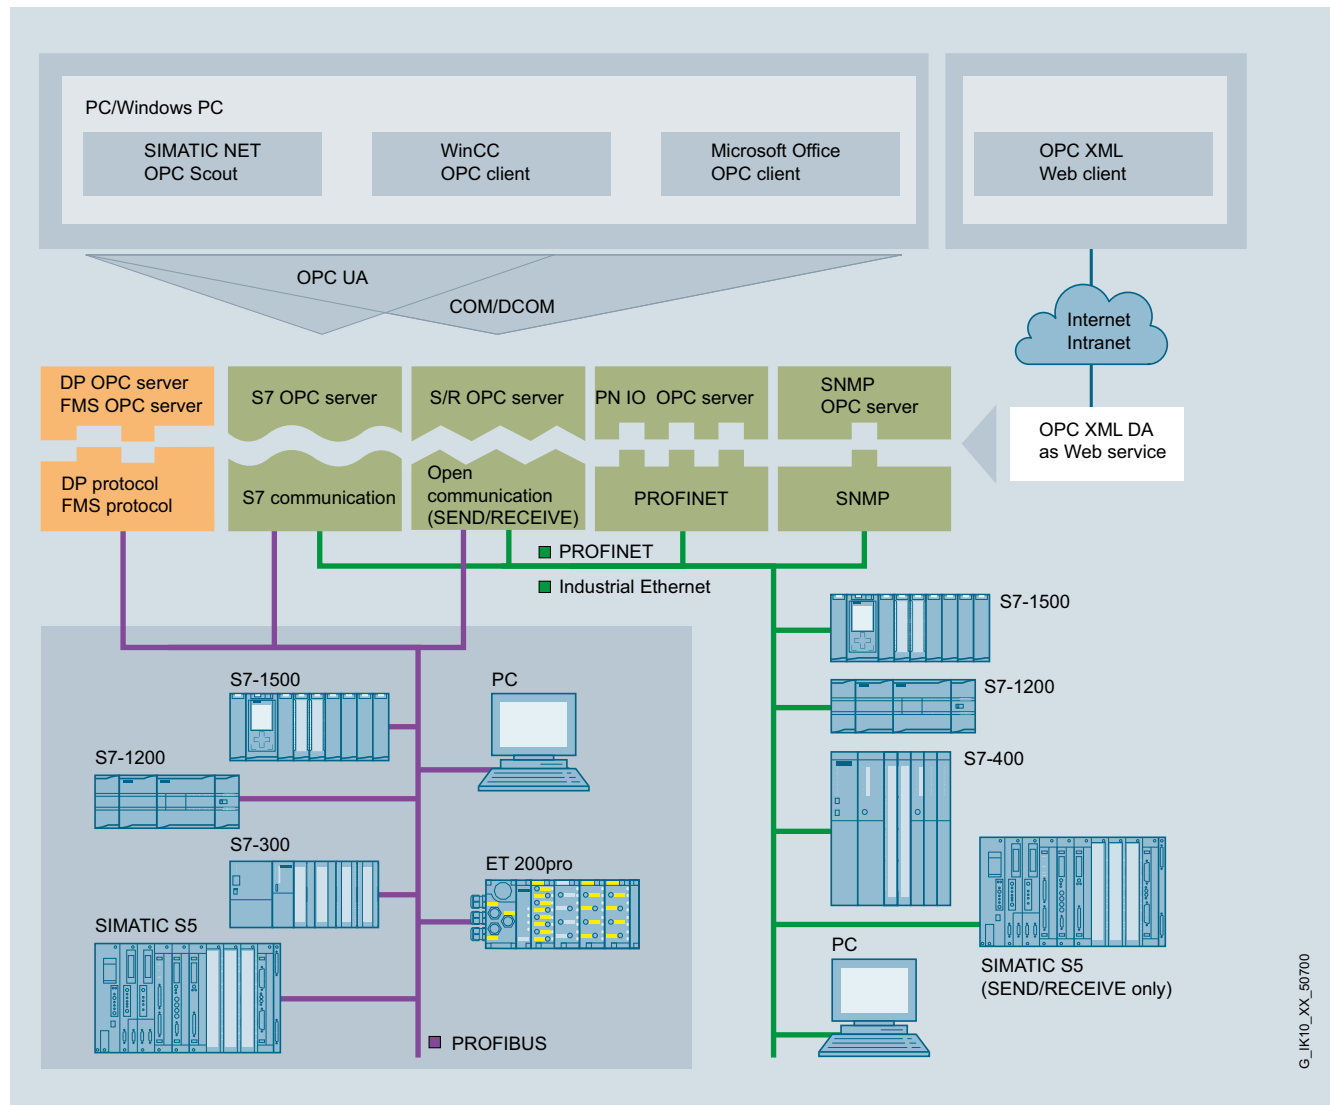 PC/Windows PC
SIMATIC NET
OPC Scout
WinCC
OPC client
Microsoft Office
OPC client
OPC XML
Web client
OPC UA
COM/DCOM
Internet
Intranet
DP OPC server
FMS OPC server
S7 OPC server
S/R OPC server
PN IO OPC server
SNMP
OPC server
OPC XML DA
as Web service
DP protocol
FMS protocol
S7 communication
Open
communication
(SEND/RECEIVE)
PROFINET
SNMP
PROFINET
Industrial Ethernet
S7-1500
S7-1200
S7-400
SIMATIC S5
(SEND/RECEIVE only)
PC
S7-1500
PC
S7-1200
S7-300
ET 200pro
SIMATIC S5
PROFIBUS
G_IK10_XX_50700